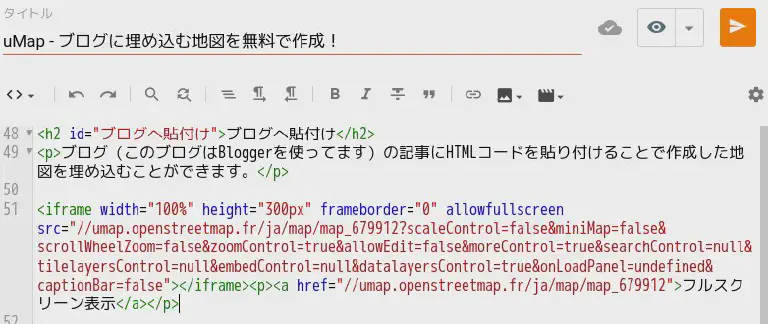 タイトル
uMap - ブログに埋め込む地図を無料で作成！
<> B I S
48 <h2 id="ブログへ貼付け">ブログへ貼付け</h2>
49 <p>ブログ（このブログはBloggerを使ってます）の記事にHTMLコードを貼り付けることで作成した地
図を埋め込むことができます。</p>
50
51 <iframe width="100%" height="300px" frameborder="0" allowfullscreen
src="//umap.openstreetmap.fr/ja/map/map_679912?scaleControl=false&miniMap=false&
scrollWheelZoom=false&zoomControl=true&allowEdit=false&moreControl=true&searchControl=null&
tilelayersControl=null&embedControl=null&datalayersControl=true&onLoadPanel=undefined&
captionBar=false"></iframe><p><a href="//umap.openstreetmap.fr/ja/map/map_679912">フルスク
リーン表示</a></p>
52